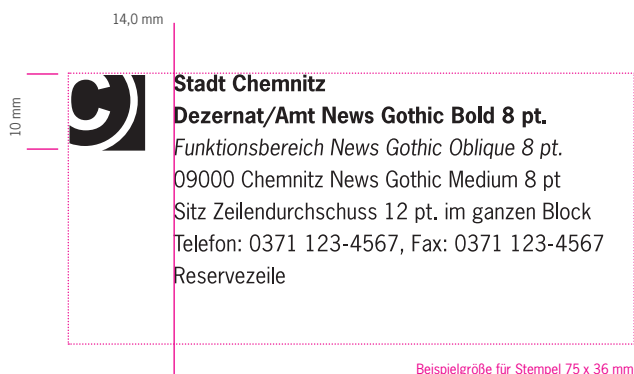 14,0 mm
10 mm
C
Stadt Chemnitz
Dezernat/Amt News Gothic Bold 8 pt.
Funktionsbereich News Gothic Oblique 8 pt.
09000 Chemnitz News Gothic Medium 8 pt
Sitz Zeilendurchschuss 12 pt. im ganzen Block
Telefon: 0371 123-4567, Fax: 0371 123-4567
Reservezeile
Beispielgröße für Stempel 75 x 36 mm